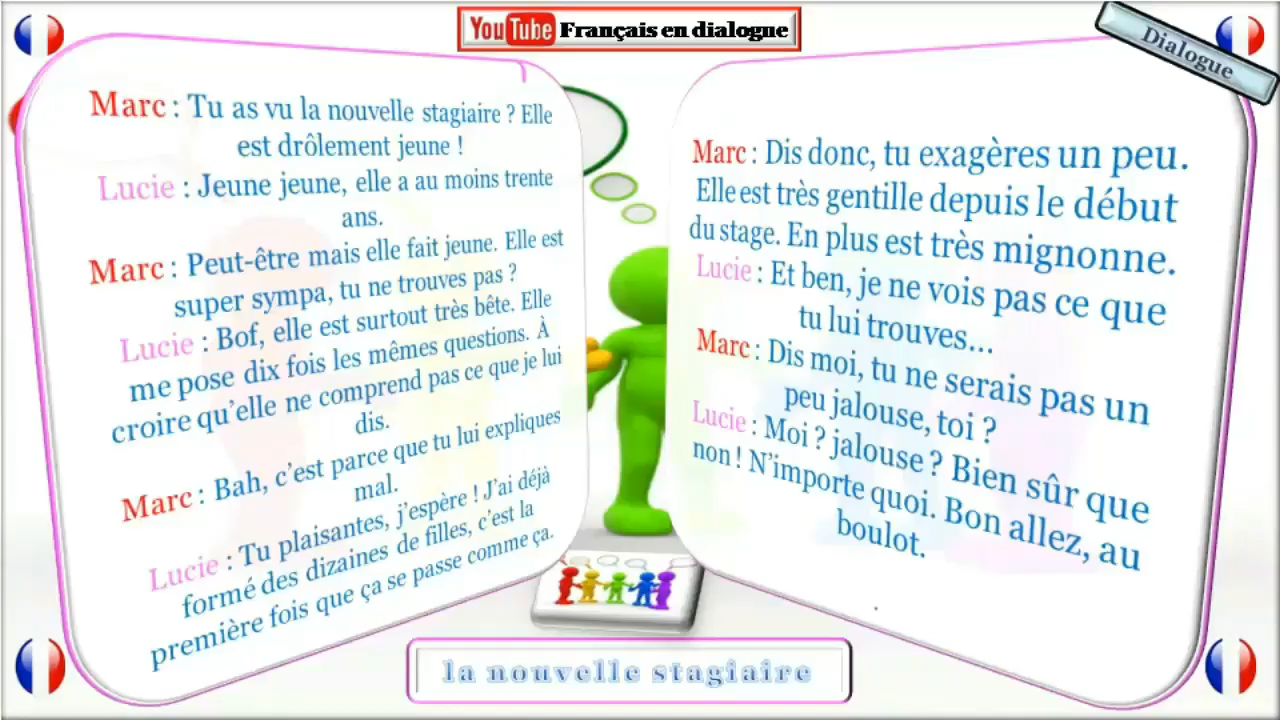 YouTube Français en dialogue
Dialogue
Marc : Tu as vu la nouvelle stagiaire ? Elle
est drôlement jeune !
Lucie : Jeune jeune, elle a au moins trente
ans.
Marc : Peut-être mais elle fait jeune. Elle est
super sympa, tu ne trouves pas ?
Lucie : Bof, elle est surtout très bête. Elle
me pose dix fois les mêmes questions. À
croire qu'elle ne comprend pas ce que je lui
dis.
Marc : Bah, c'est parce que tu lui expliques
mal.
Lucie : Tu plaisantes, j'espère ! J'ai déjà
formé des dizaines de filles, c'est la
première fois que ça se passe comme ça.
Marc : Dis donc, tu exagères un peu.
Elle est très gentille depuis le début
du stage. En plus est très mignonne.
Lucie : Et ben, je ne vois pas ce que
tu lui trouves...
Marc : Dis moi, tu ne serais pas un
peu jalouse, toi ?
Lucie : Moi ? jalouse ? Bien sûr que
non ! N'importe quoi. Bon allez, au
boulot.
la nouvelle stagiaire